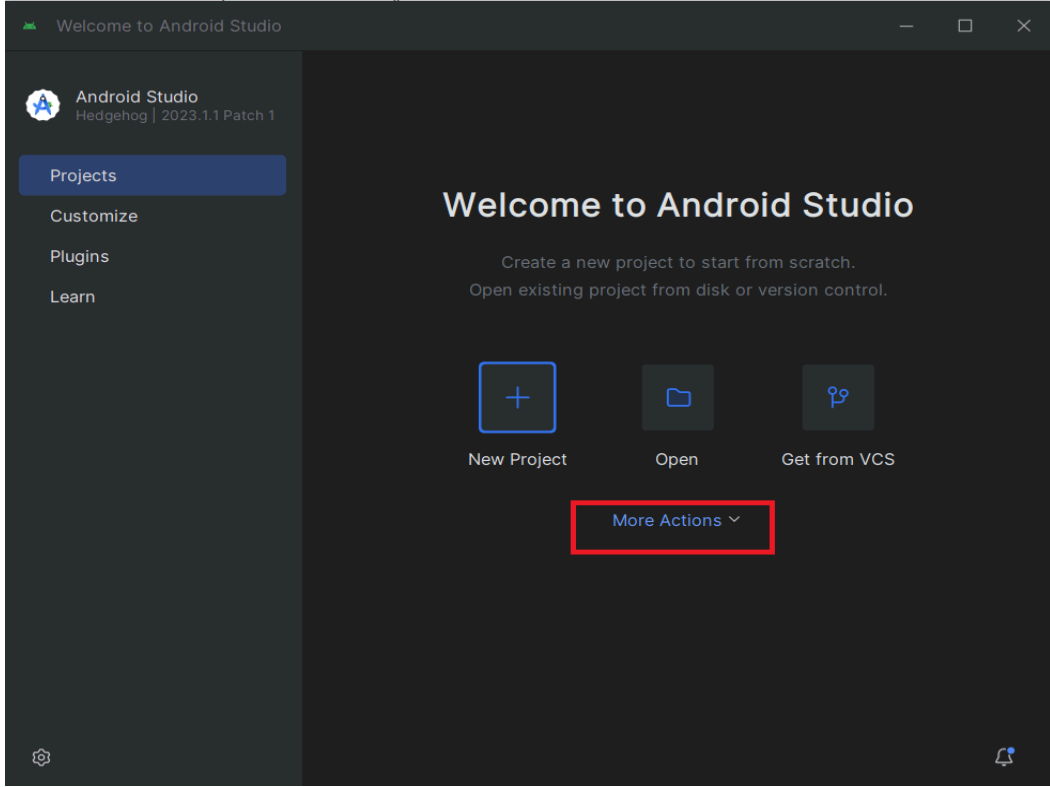 Welcome to Android Studio
Android Studio
Hedgehog | 2023.1.1 Patch 1
Projects
Customize
Plugins
Learn
Welcome to Android Studio
Create a new project to start from scratch.
Open existing project from disk or version control.
New Project
Open
Get from VCS
More Actions